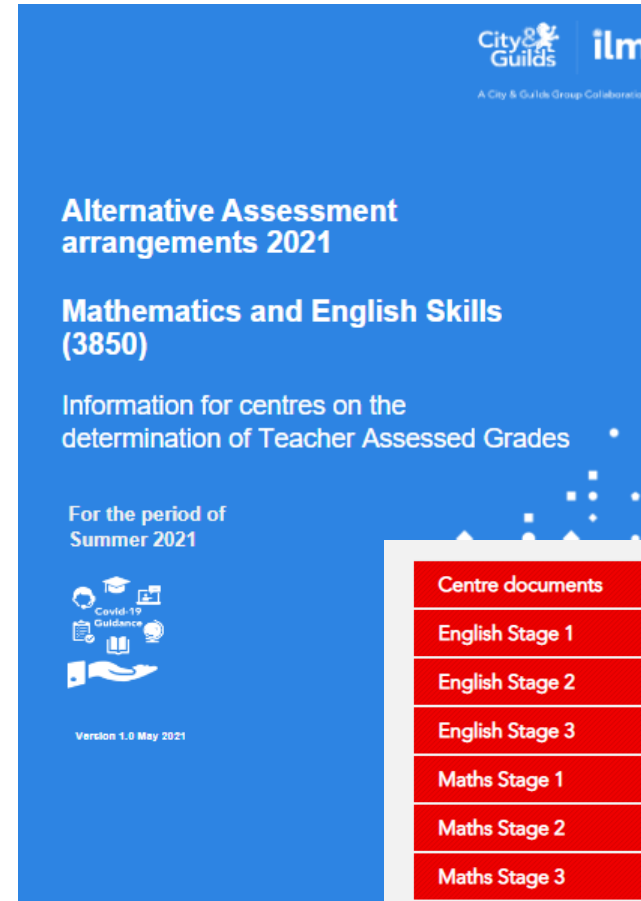 City&
Guilds
ilm
A City & Guilds Group Collaboration
Alternative Assessment
arrangements 2021
Mathematics and English Skills
(3850)
Information for centres on the
determination of Teacher Assessed Grades
For the period of
Summer 2021
Covid-19
Guidance
Version 1.0 May 2021
Centre documents
English Stage 1
English Stage 2
English Stage 3
Maths Stage 1
Maths Stage 2
Maths Stage 3